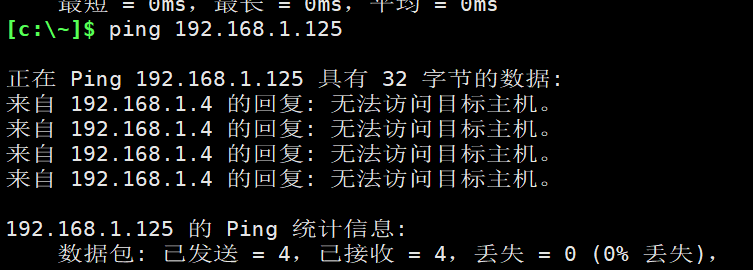 最短 = 0ms，最长 = 0ms，平均 = 0ms
[c:\~]$ ping 192.168.1.125
正在 Ping 192.168.1.125 具有 32 字节的数据:
来自 192.168.1.4 的回复: 无法访问目标主机。
来自 192.168.1.4 的回复: 无法访问目标主机。
来自 192.168.1.4 的回复: 无法访问目标主机。
来自 192.168.1.4 的回复: 无法访问目标主机。
192.168.1.125 的 Ping 统计信息:
数据包: 已发送 = 4，已接收 = 4，丢失 = 0 (0% 丢失)，